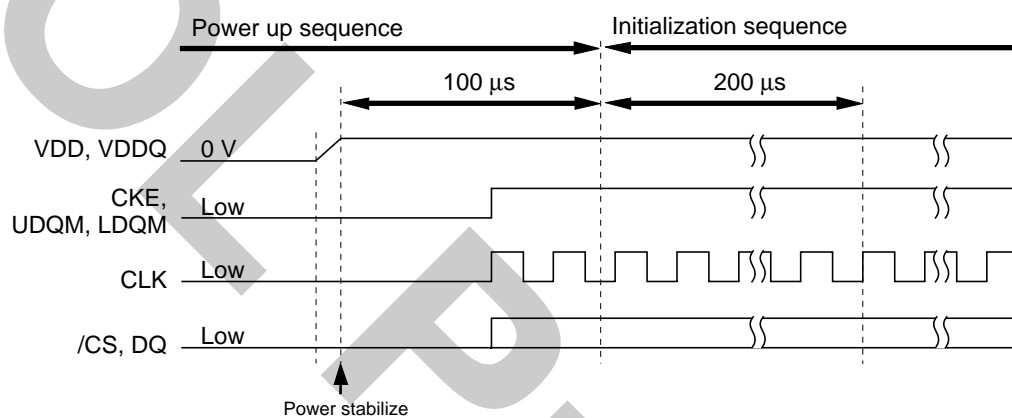 Power up sequence
Initialization sequence
100 μs
200 μs
VDD, VDDQ
0 V
CKE,
UDQM, LDQM
Low
CLK
Low
/CS, DQ
Low
Power stabilize